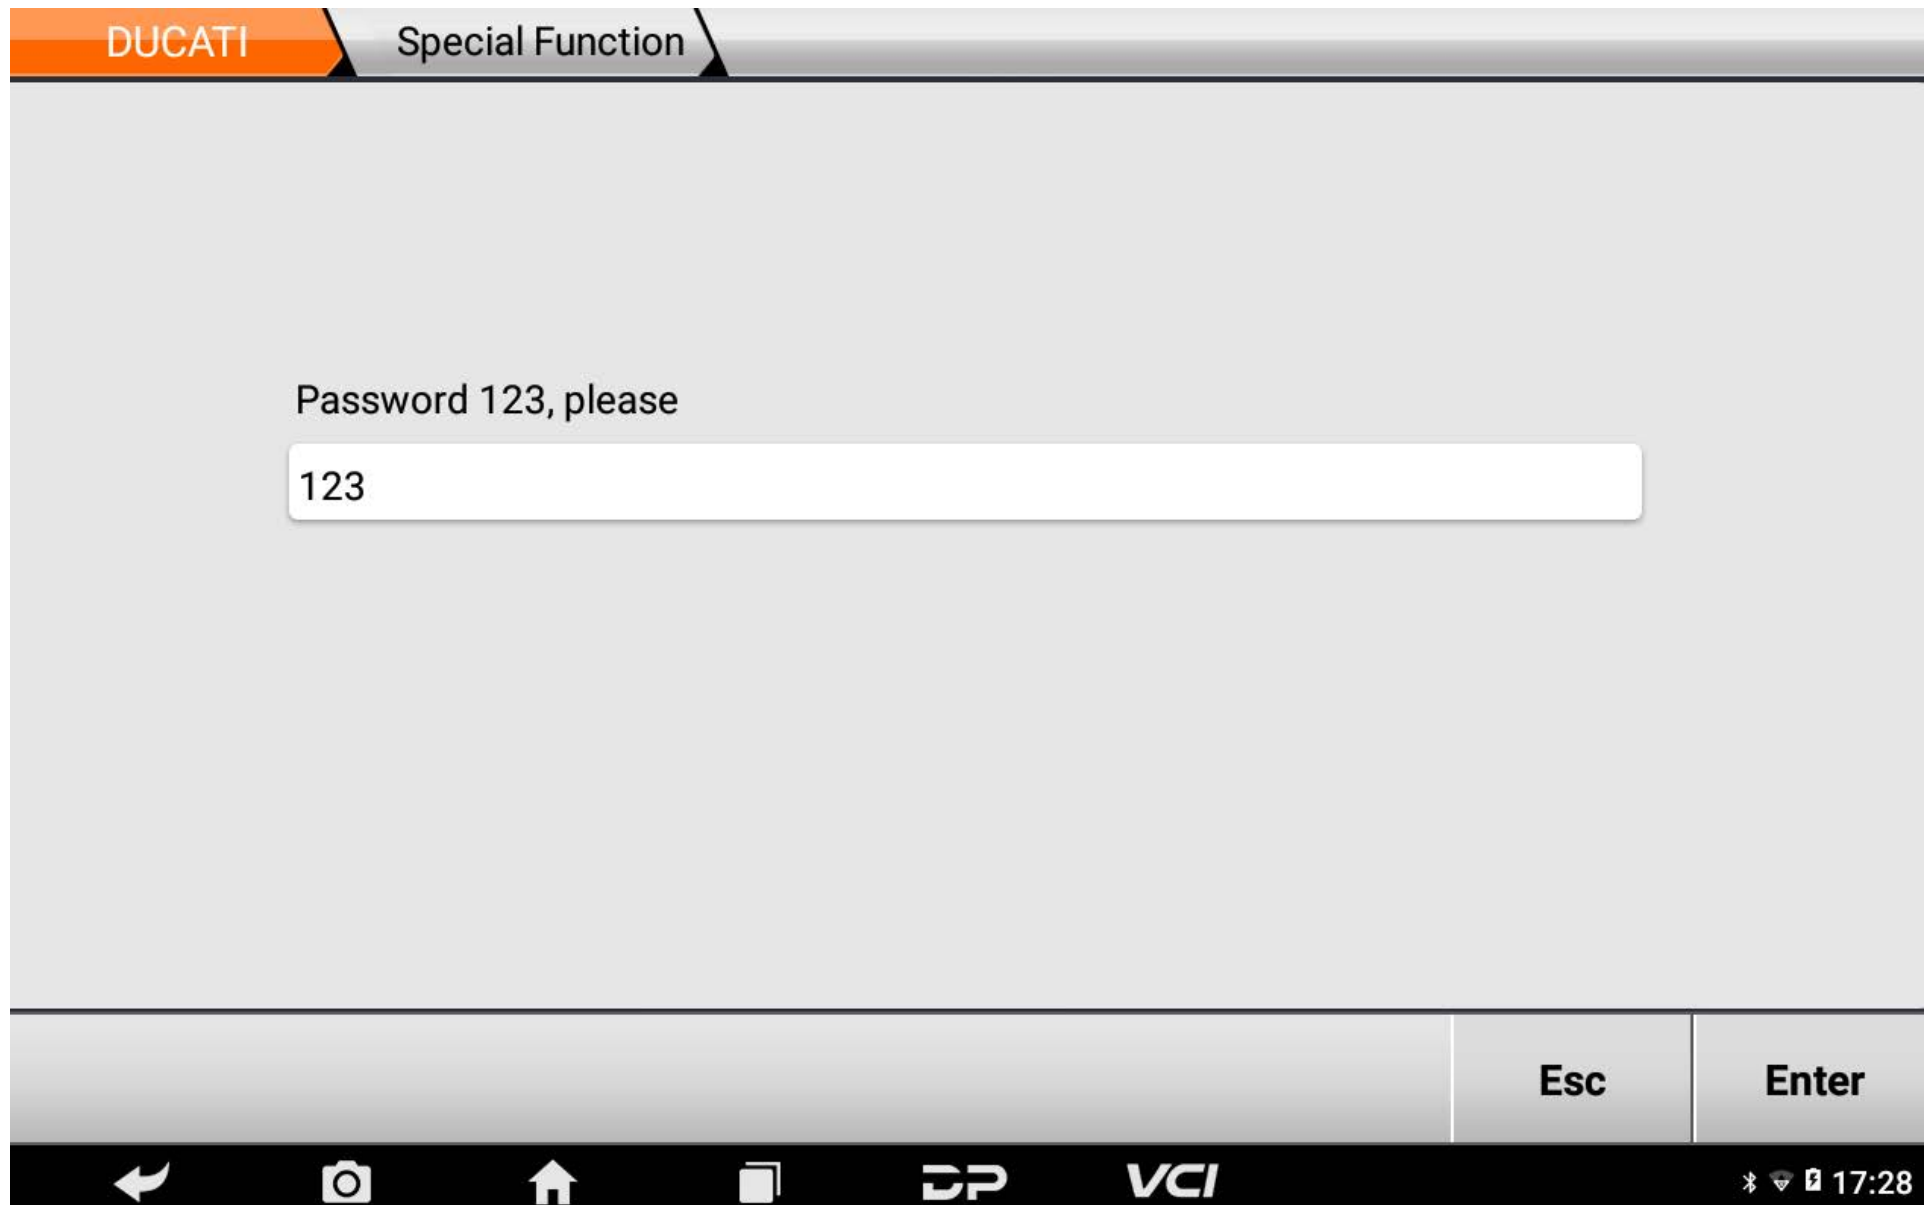 DUCATI
Special Function
Password 123, please
123
Esc
Enter
DP
VCI
17:28